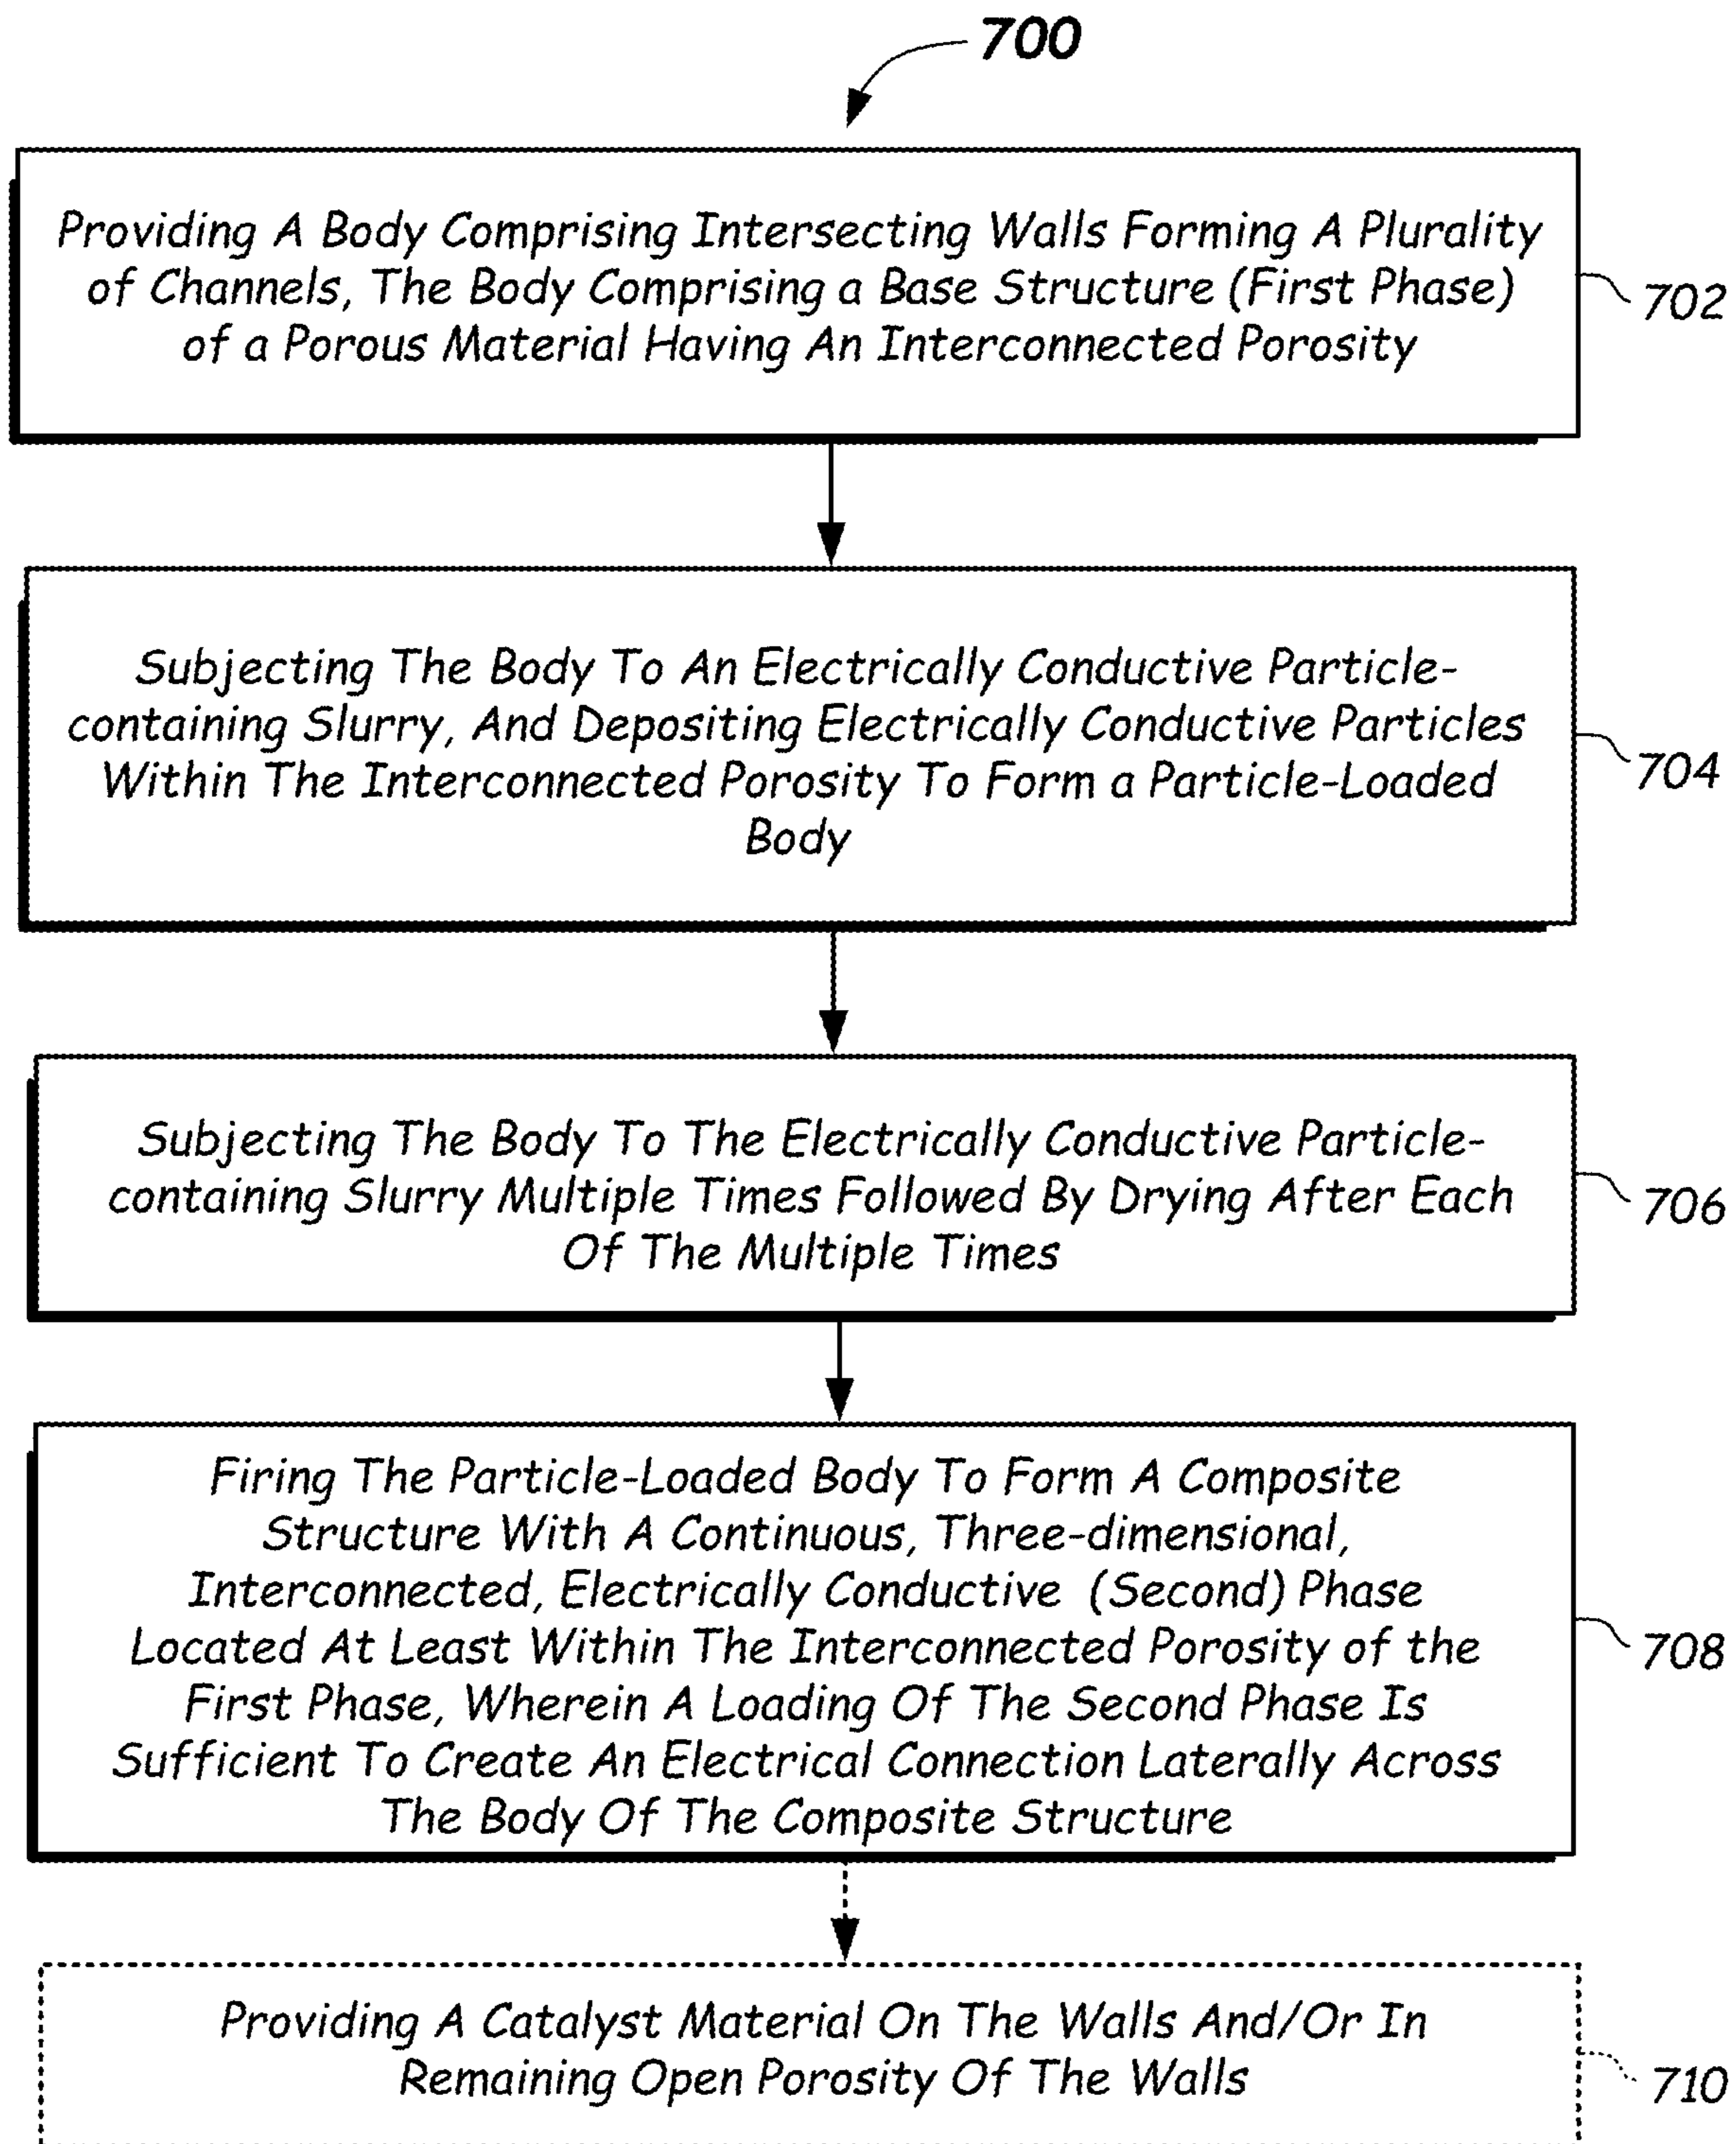 700
Providing A Body Comprising Intersecting Walls Forming A Plurality
of Channels, The Body Comprising a Base Structure (First Phase)
of a Porous Material Having An Interconnected Porosity
702
Subjecting The Body To An Electrically Conductive Particle-
containing Slurry, And Depositing Electrically Conductive Particles
Within The Interconnected Porosity To Form a Particle-Loaded
Body
704
Subjecting The Body To The Electrically Conductive Particle-
containing Slurry Multiple Times Followed By Drying After Each
Of The Multiple Times
706
Firing The Particle-Loaded Body To Form A Composite
Structure With A Continuous, Three-dimensional,
Interconnected, Electrically Conductive (Second) Phase
Located At Least Within The Interconnected Porosity of the
First Phase, Wherein A Loading Of The Second Phase Is
Sufficient To Create An Electrical Connection Laterally Across
The Body Of The Composite Structure
708
Providing A Catalyst Material On The Walls And/Or In
Remaining Open Porosity Of The Walls
710